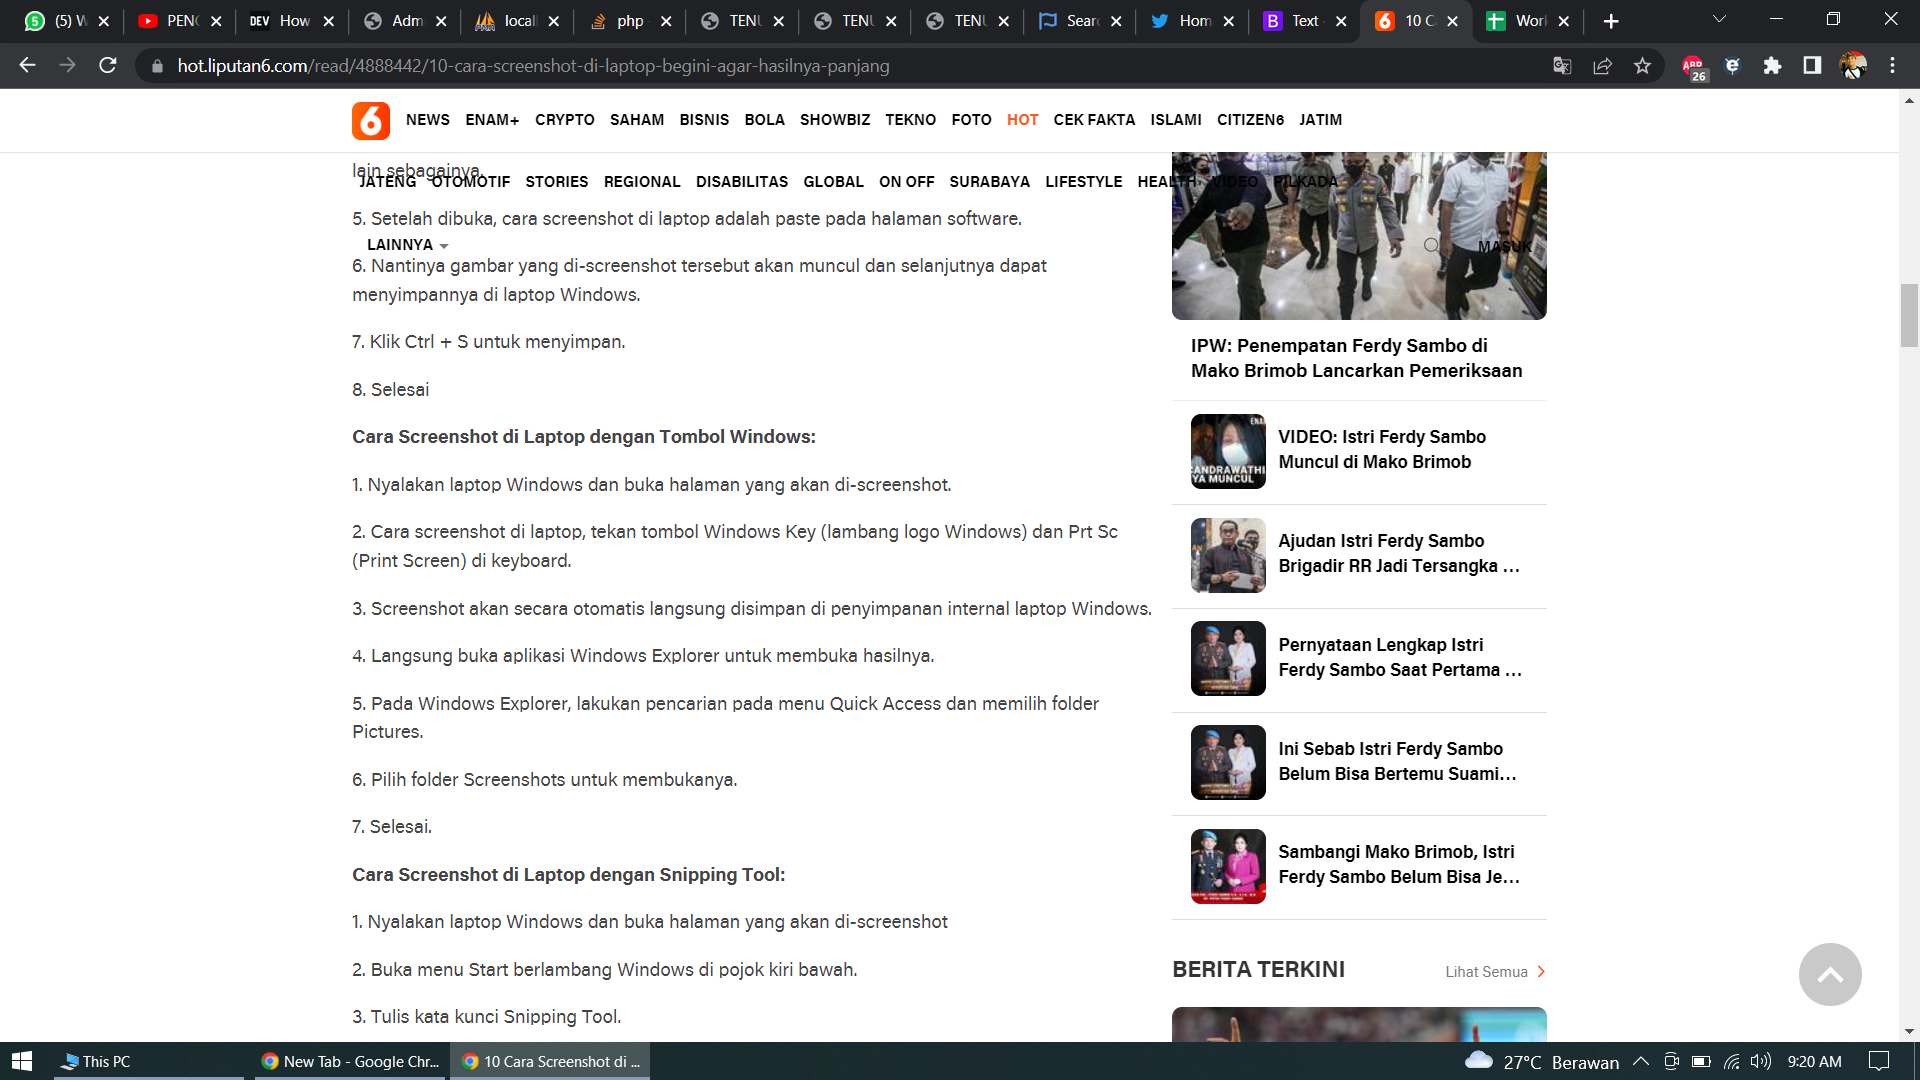 (5) W
PENG
DEV How
Admi
locall
php
TENU
TENU
TENU
Sear
Hom
B Text
10 Ca
Work
hot.liputan6.com/read/4888442/10-cara-screenshot-di-laptop-begini-agar-hasilnya-panjang
ABP
26
6 NEWS ENAM+ CRYPTO SAHAM BISNIS BOLA SHOWBIZ TEKNO FOTO HOT CEK FAKTA ISLAMI CITIZEN6 JATIM
lain sebagainya.
JATENG OTOMOTIF STORIES REGIONAL DISABILITAS GLOBAL ON OFF SURABAYA LIFESTYLE HEALTH VIDEO PILKADA
5. Setelah dibuka, cara screenshot di laptop adalah paste pada halaman software.
LAINNYA
MASUK
6. Nantinya gambar yang di-screenshot tersebut akan muncul dan selanjutnya dapat
menyimpannya di laptop Windows.
7. Klik Ctrl + S untuk menyimpan.
8. Selesai
Cara Screenshot di Laptop dengan Tombol Windows:
1. Nyalakan laptop Windows dan buka halaman yang akan di-screenshot.
2. Cara screenshot di laptop, tekan tombol Windows Key (lambang logo Windows) dan Prt Sc
(Print Screen) di keyboard.
3. Screenshot akan secara otomatis langsung disimpan di penyimpanan internal laptop Windows.
4. Langsung buka aplikasi Windows Explorer untuk membuka hasilnya.
5. Pada Windows Explorer, lakukan pencarian pada menu Quick Access dan memilih folder
Pictures.
6. Pilih folder Screenshots untuk membukanya.
7. Selesai.
Cara Screenshot di Laptop dengan Snipping Tool:
1. Nyalakan laptop Windows dan buka halaman yang akan di-screenshot
2. Buka menu Start berlambang Windows di pojok kiri bawah.
3. Tulis kata kunci Snipping Tool.
IPW: Penempatan Ferdy Sambo di
Mako Brimob Lancarkan Pemeriksaan
ENA
CANDRAWATHI
YA MUNCUL
VIDEO: Istri Ferdy Sambo
Muncul di Mako Brimob
Ajudan Istri Ferdy Sambo
Brigadir RR Jadi Tersangka ...
Pernyataan Lengkap Istri
Ferdy Sambo Saat Pertama ...
Ini Sebab Istri Ferdy Sambo
Belum Bisa Bertemu Suami...
Sambangi Mako Brimob, Istri
Ferdy Sambo Belum Bisa Je...
BERITA TERKINI
Lihat Semua
This PC
New Tab - Google Chr...
10 Cara Screenshot di ...
27°C Berawan
9:20 AM